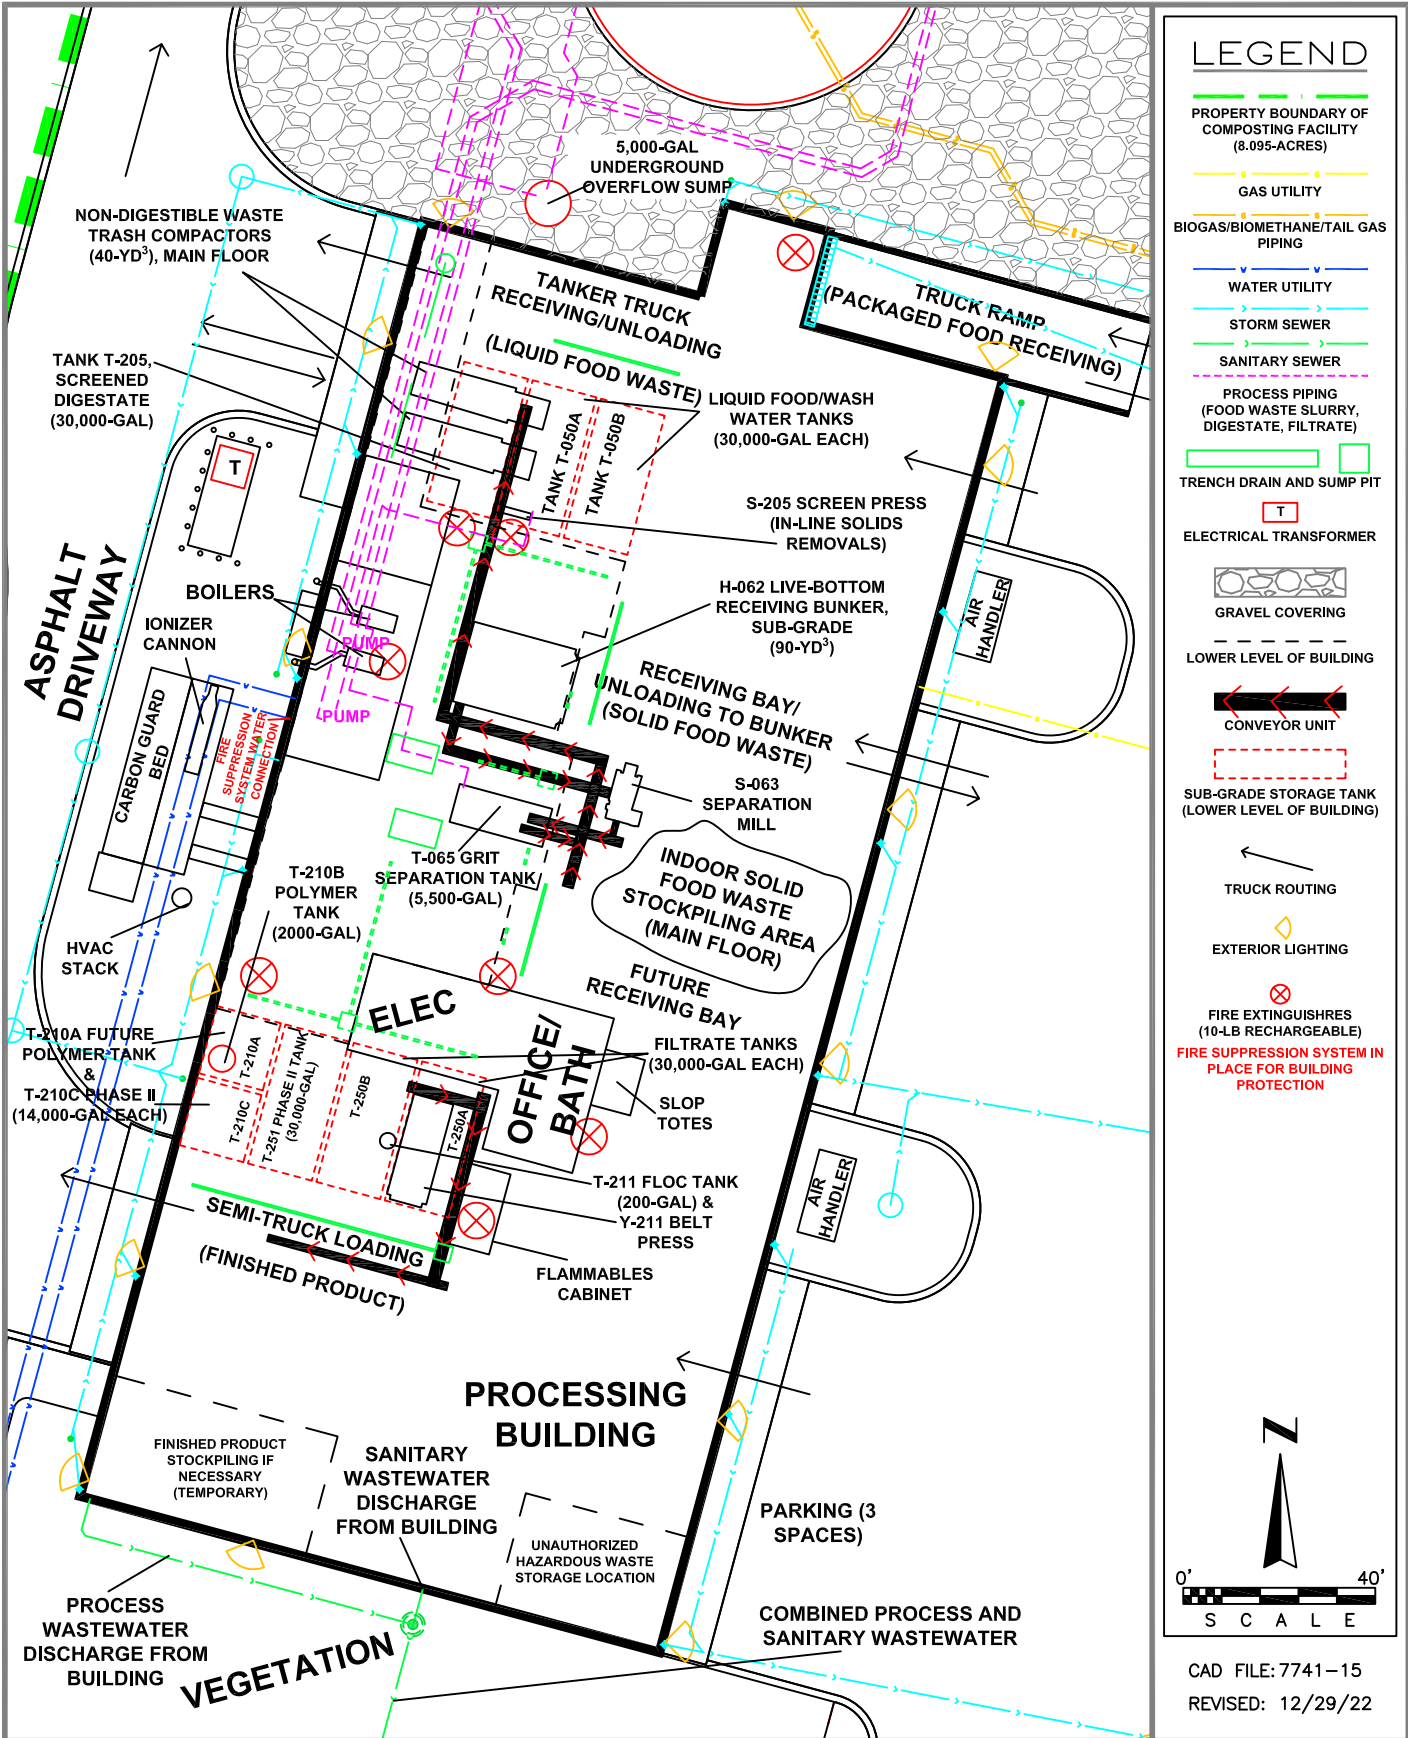 5,000-GAL
UNDERGROUND
OVERFLOW SUMP
NON-DIGESTIBLE WASTE
TRASH COMPACTORS
(40-YD³), MAIN FLOOR
TANKER TRUCK
RECEIVING/UNLOADING
(LIQUID FOOD WASTE)
TRUCK RAMP
(PACKAGED FOOD RECEIVING)
TANK T-205,
SCREENED
DIGESTATE
(30,000-GAL)
LIQUID FOOD/WASH
WATER TANKS
(30,000-GAL EACH)
TANK T-050A
TANK T-050B
T
S-205 SCREEN PRESS
(IN-LINE SOLIDS
REMOVALS)
ASPHALT
DRIVEWAY
BOILERS
IONIZER
CANNON
H-062 LIVE-BOTTOM
RECEIVING BUNKER,
SUB-GRADE
(90-YD³)
AIR
HANDLER
PUMP
PUMP
RECEIVING BAY/
UNLOADING TO BUNKER
(SOLID FOOD WASTE)
CARBON GUARD
BED
FIRE
SUPPRESSION
SYSTEM WATER
CONNECTION
S-063
SEPARATION
MILL
T-065 GRIT
SEPARATION TANK
(5,500-GAL)
T-210B
POLYMER
TANK
(2000-GAL)
INDOOR SOLID
FOOD WASTE
STOCKPILING AREA
(MAIN FLOOR)
HVAC
STACK
FUTURE
RECEIVING BAY
ELEC
OFFICE/
BATH
T-210A FUTURE
POLYMER TANK
&
T-210C PHASE II
(14,000-GAL EACH)
T-210A
T-210C
T-251 PHASE II TANK
(30,000-GAL)
T-250B
T-250A
FILTRATE TANKS
(30,000-GAL EACH)
SLOP
TOTES
T-211 FLOC TANK
(200-GAL) &
Y-211 BELT
PRESS
AIR
HANDLER
SEMI-TRUCK LOADING
(FINISHED PRODUCT)
FLAMMABLES
CABINET
PROCESSING
BUILDING
FINISHED PRODUCT
STOCKPILING IF
NECESSARY
(TEMPORARY)
SANITARY
WASTEWATER
DISCHARGE
FROM BUILDING
UNAUTHORIZED
HAZARDOUS WASTE
STORAGE LOCATION
PARKING (3
SPACES)
PROCESS
WASTEWATER
DISCHARGE FROM
BUILDING
VEGETATION
COMBINED PROCESS AND
SANITARY WASTEWATER
LEGEND
PROPERTY BOUNDARY OF
COMPOSTING FACILITY
(8.095-ACRES)
GAS UTILITY
BIOGAS/BIOMETHANE/TAIL GAS
PIPING
WATER UTILITY
STORM SEWER
SANITARY SEWER
PROCESS PIPING
(FOOD WASTE SLURRY,
DIGESTATE, FILTRATE)
TRENCH DRAIN AND SUMP PIT
T
ELECTRICAL TRANSFORMER
GRAVEL COVERING
LOWER LEVEL OF BUILDING
CONVEYOR UNIT
SUB-GRADE STORAGE TANK
(LOWER LEVEL OF BUILDING)
TRUCK ROUTING
EXTERIOR LIGHTING
FIRE EXTINGUISHRES
(10-LB RECHARGEABLE)
FIRE SUPPRESSION SYSTEM IN
PLACE FOR BUILDING
PROTECTION
N
0' 40'
S C A L E
CAD FILE: 7741-15
REVISED: 12/29/22